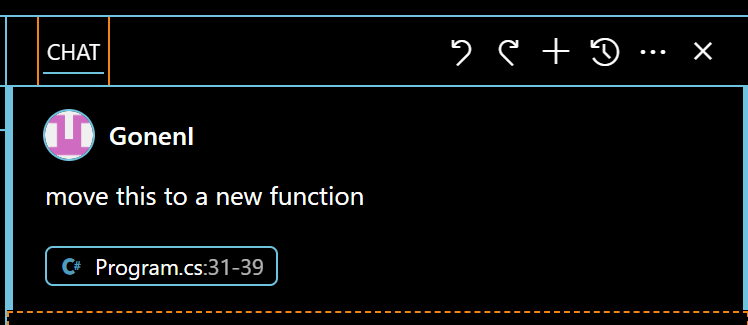 CHAT
GonenI
move this to a new function
C# Program.cs:31-39